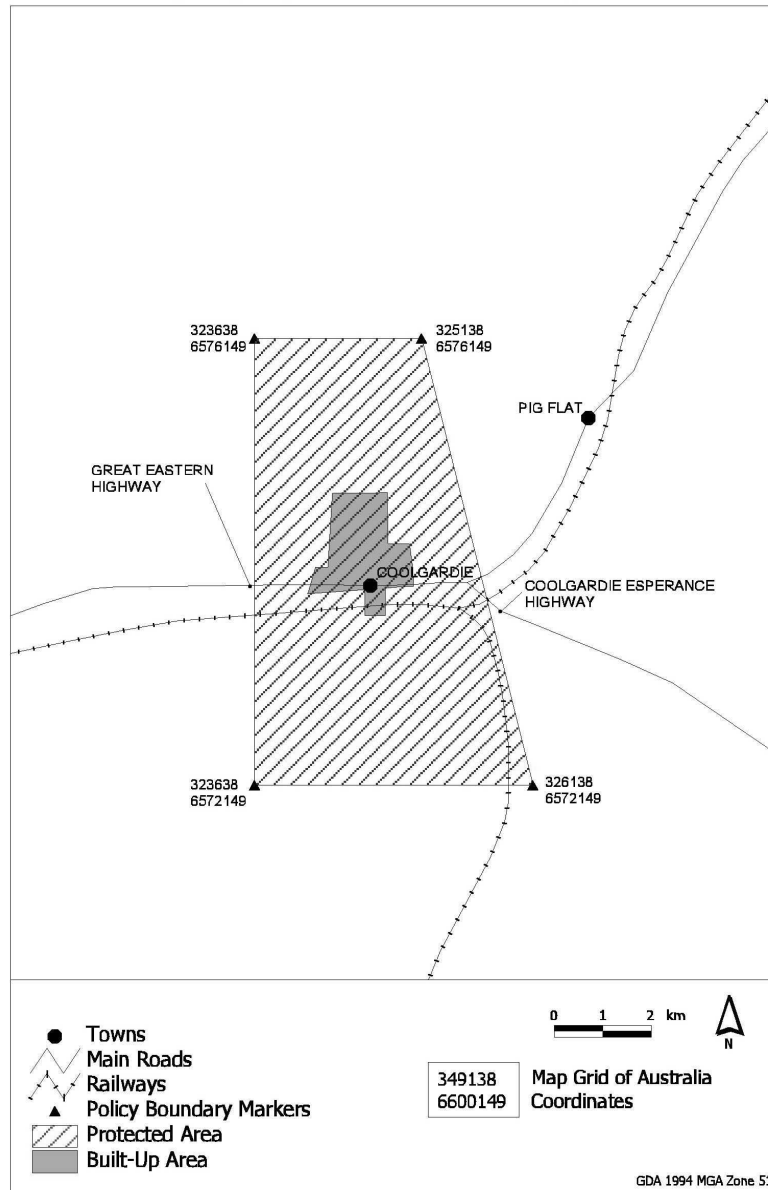 323638
6576149
325138
6576149
PIG FLAT
GREAT EASTERN
HIGHWAY
COOLGARDIE
COOLGARDIE ESPERANCE
HIGHWAY
323638
6572149
326138
6572149
0 1 2 km
N
Towns
Main Roads
Railways
Policy Boundary Markers
Protected Area
Built-Up Area
349138
6600149
Map Grid of Australia
Coordinates
GDA 1994 MGA Zone